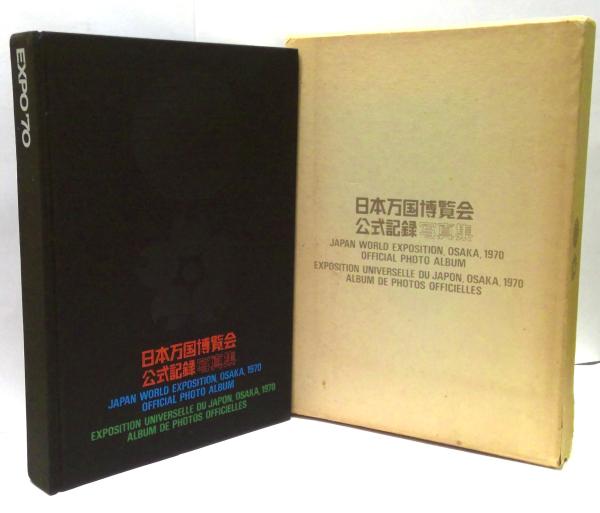 EXPO'70
日本万国博覧会
公式記録写真集
JAPAN WORLD EXPOSITION, OSAKA, 1970
OFFICIAL PHOTO ALBUM
EXPOSITION UNIVERSELLE DU JAPON, OSAKA, 1970
ALBUM DE PHOTOS OFFICIELLES
日本万国博覧会
公式記録写真集
JAPAN WORLD EXPOSITION, OSAKA, 1970
OFFICIAL PHOTO ALBUM
EXPOSITION UNIVERSELLE DU JAPON, OSAKA, 1970
ALBUM DE PHOTOS OFFICIELLES